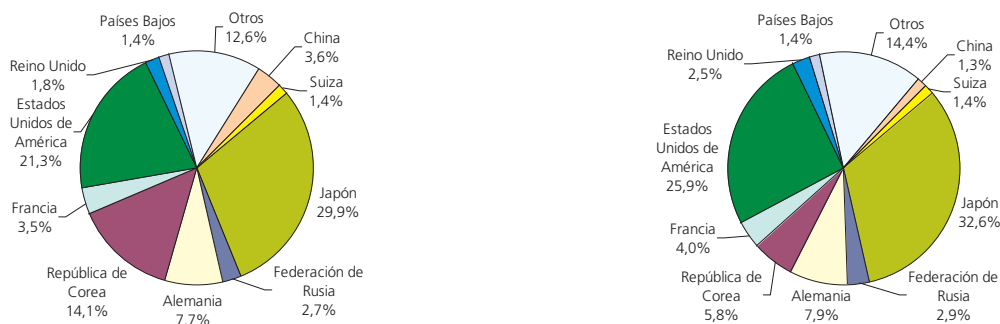 Países Bajos
1,4%
Otros
12,6%
China
3,6%
Suiza
1,4%
Japón
29,9%
Federación de
Rusia
2,7%
Alemania
7,7%
República de
Corea
14,1%
Francia
3,5%
Estados
Unidos de
América
21,3%
Reino Unido
1,8%
Países Bajos
1,4%
Otros
14,4%
China
1,3%
Suiza
1,4%
Japón
32,6%
Federación de
Rusia
2,9%
Alemania
7,9%
República de
Corea
5,8%
Francia
4,0%
Estados
Unidos de
América
25,9%
Reino Unido
2,5%